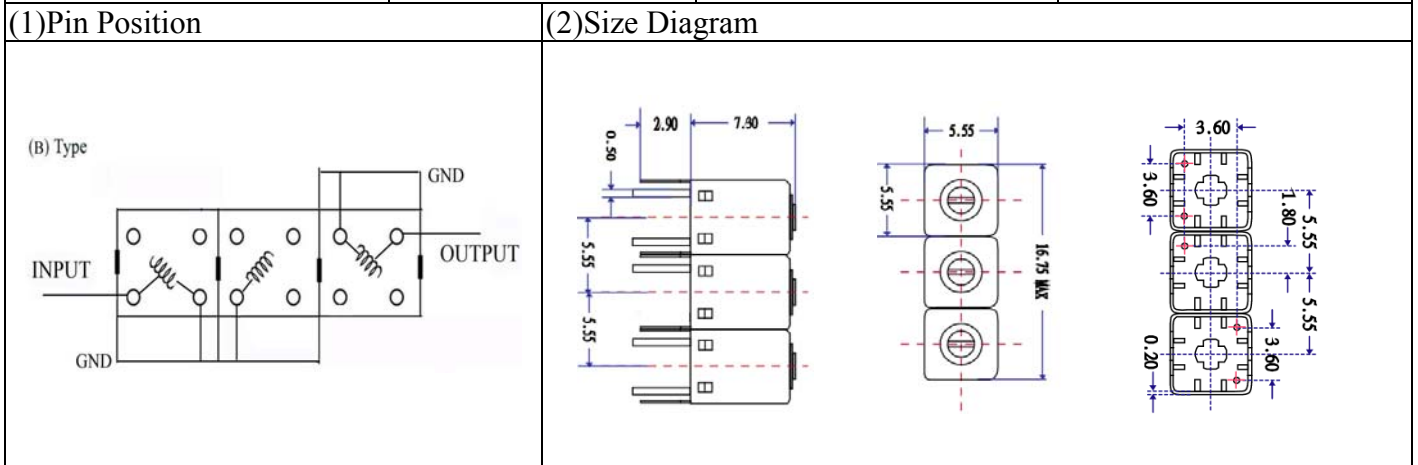 (1)Pin Position
(2)Size Diagram
(B) Type
GND
OUTPUT
INPUT
GND
2.90
7.30
0.50
5.55
5.55
5.55
5.55
16.75 MAX
3.60
3.60
1.80
5.55
5.55
0.20
3.60